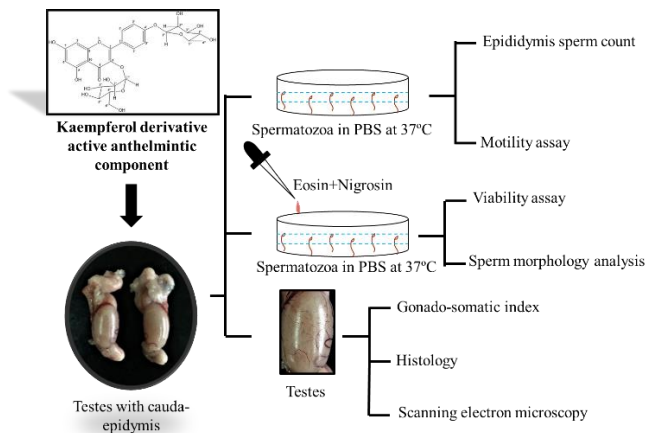 Kaempferol derivative
active anthelmintic
component
Testes with cauda-
epidymis
Spermatozoa in PBS at 37ºC
Epididymis sperm count
Motility assay
Eosin+Nigrosin
Spermatozoa in PBS at 37ºC
Viability assay
Sperm morphology analysis
Testes
Gonado-somatic index
Histology
Scanning electron microscopy